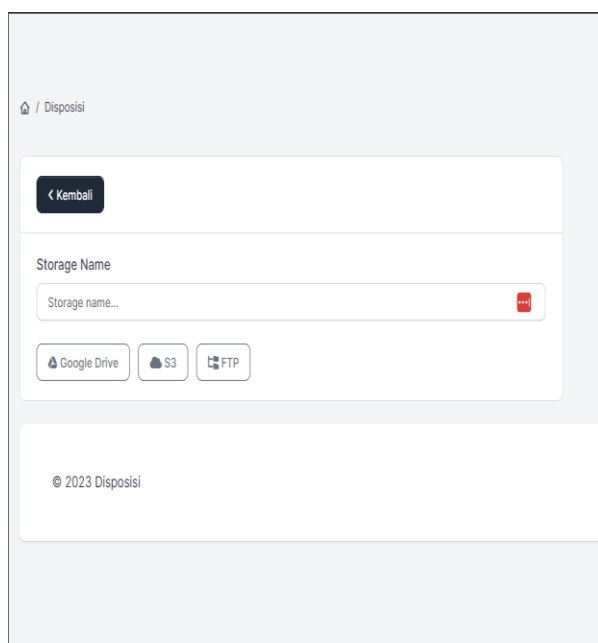 / Disposisi
Kembali
Storage Name
Storage name...
Google Drive S3 FTP
© 2023 Disposisi